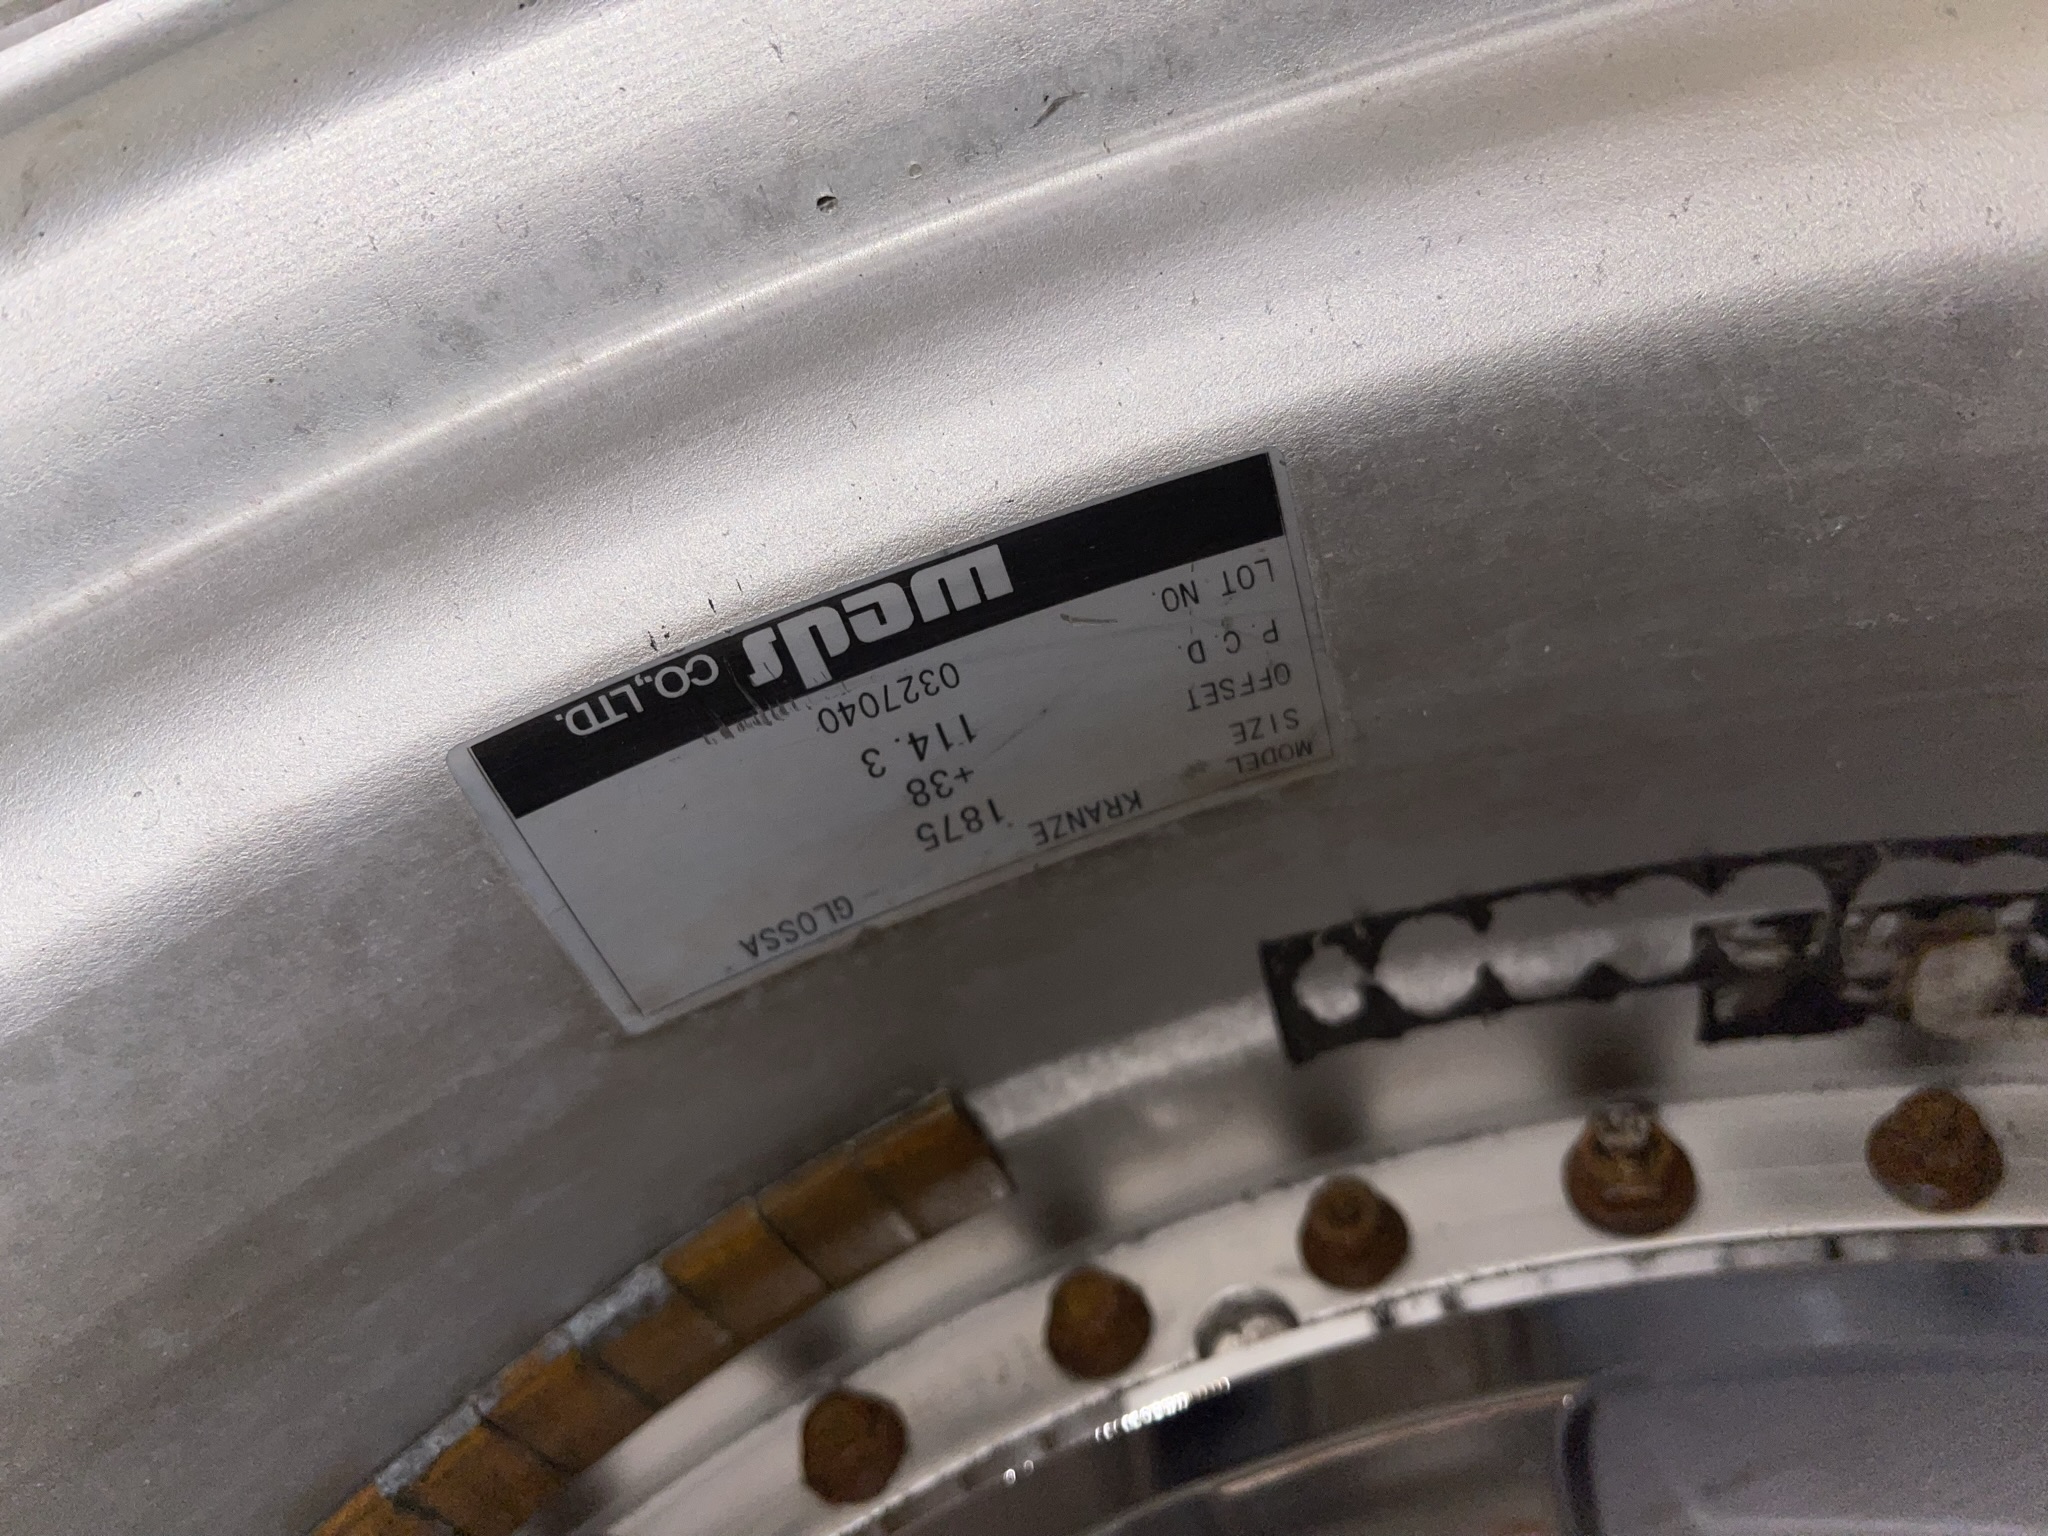 MODEL KRANZE GLOSSA
SIZE 1875
OFFSET +38
P.C.D. 114.3
LOT NO. 0327040
weds CO.,LTD.